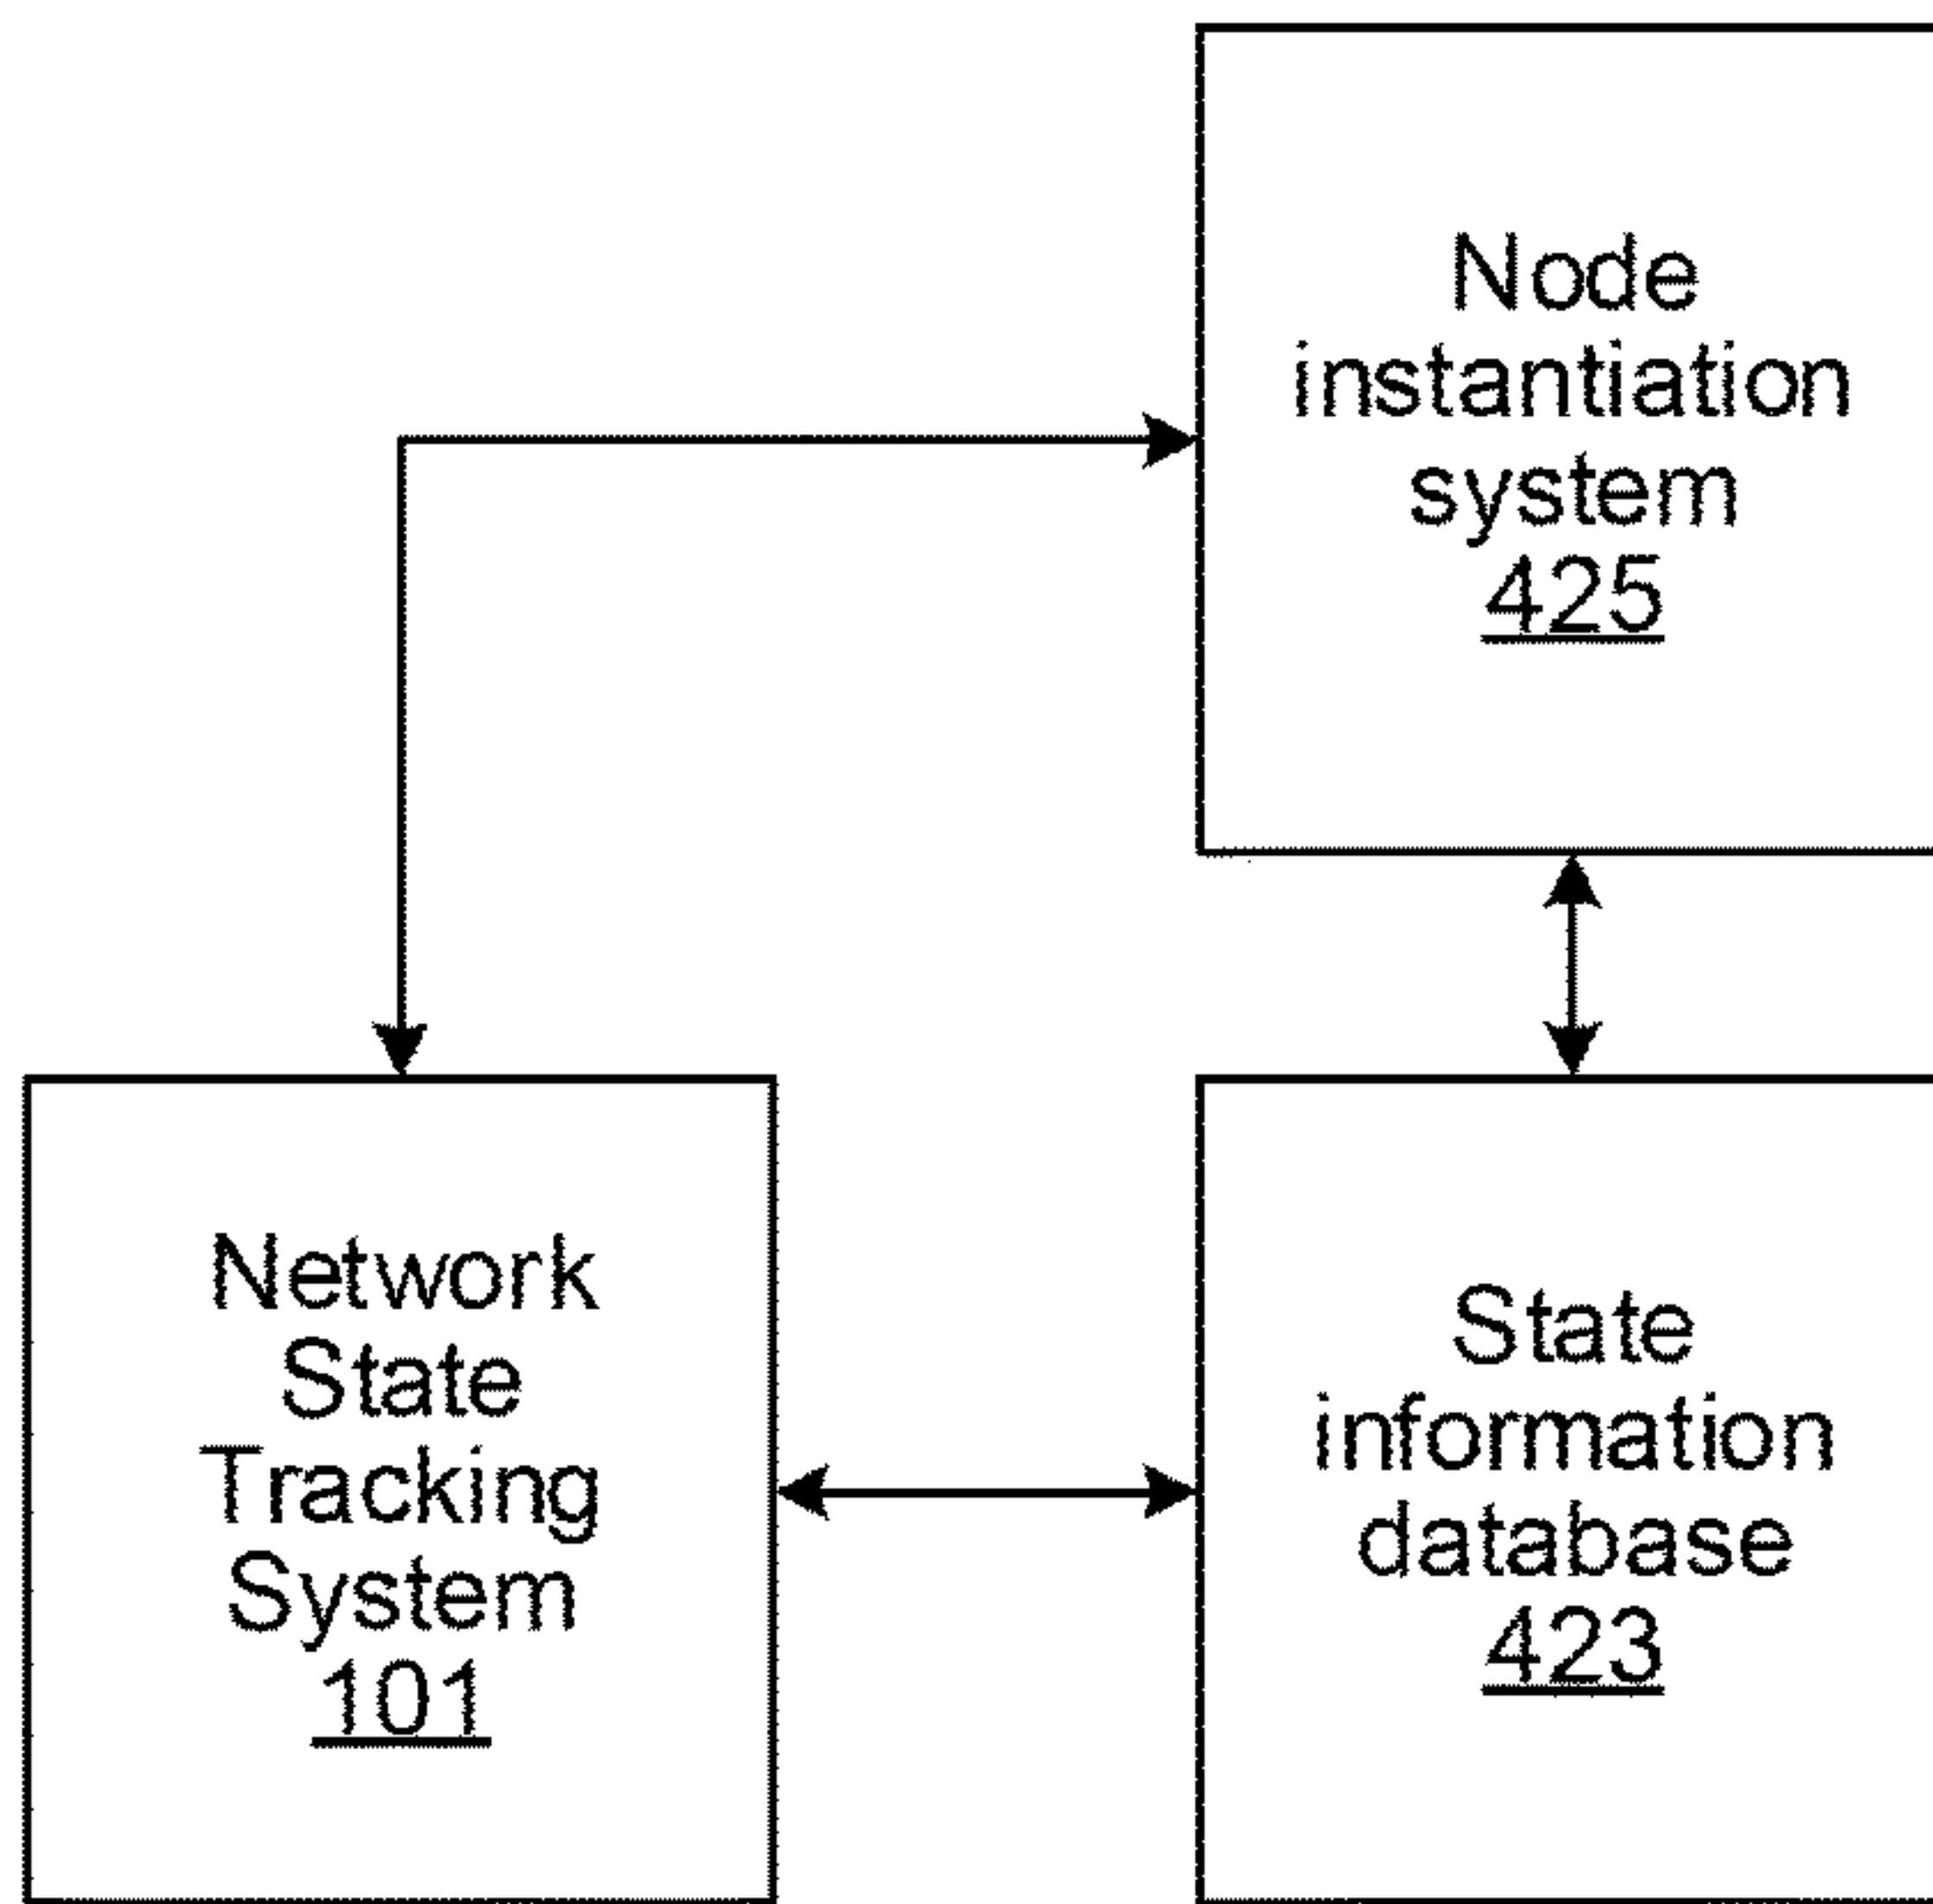 Node
instantiation
system
425
Network
State
Tracking
System
101
State
information
database
423